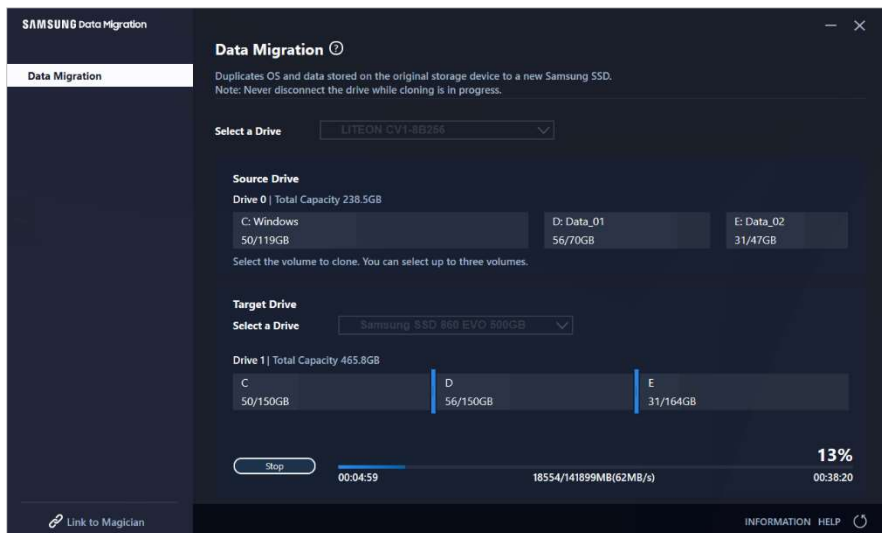 SAMSUNG Data Migration
Data Migration
Data Migration ?
Duplicates OS and data stored on the original storage device to a new Samsung SSD.
Note: Never disconnect the drive while cloning is in progress.
Select a Drive LITEON CV1-8B256
Source Drive
Drive 0 | Total Capacity 238.5GB
C: Windows D: Data_01 E: Data_02
50/119GB 56/70GB 31/47GB
Select the volume to clone. You can select up to three volumes.
Target Drive
Select a Drive Samsung SSD 860 EVO 500GB
Drive 1 | Total Capacity 465.8GB
C D E
50/150GB 56/150GB 31/164GB
13%
Stop
00:04:59 18554/141899MB(62MB/s) 00:38:20
Link to Magician INFORMATION HELP